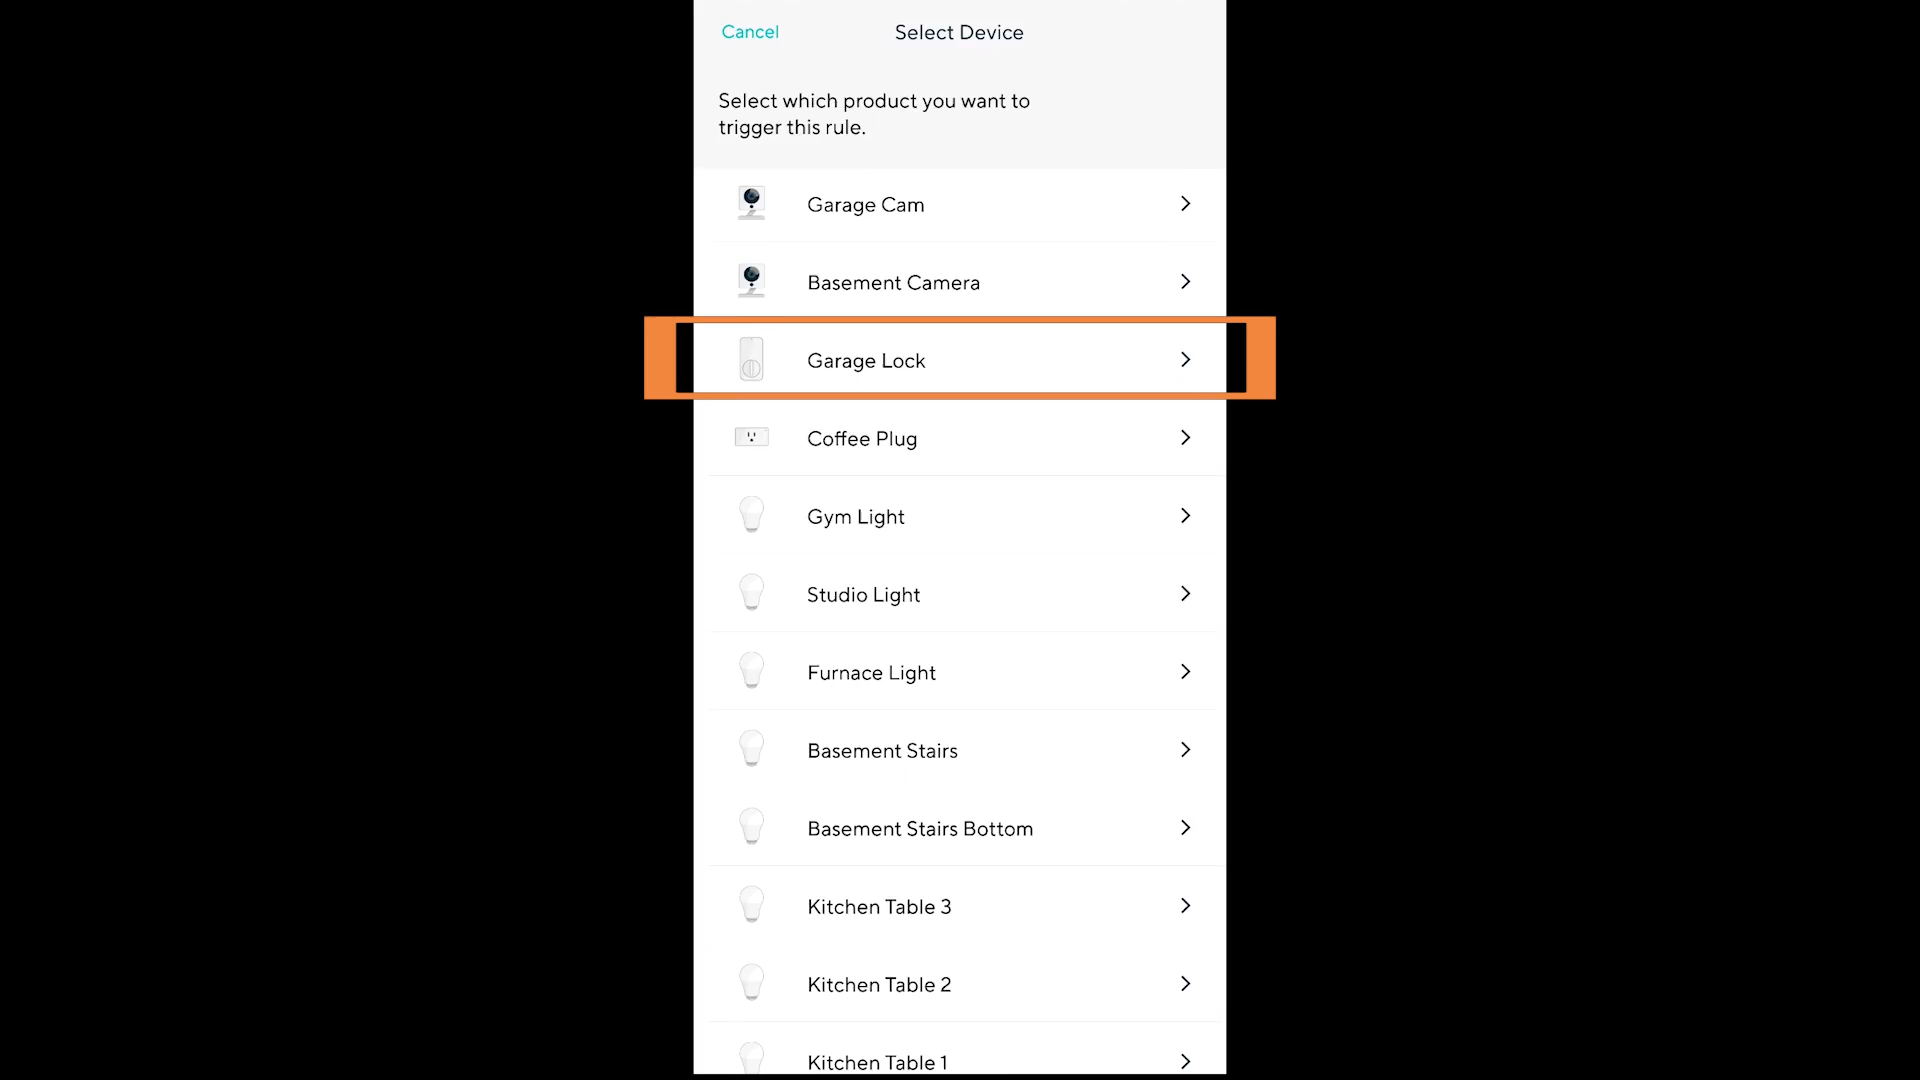 Cancel
Select Device
Select which product you want to
trigger this rule.
Garage Cam
Basement Camera
Garage Lock
Coffee Plug
Gym Light
Studio Light
Furnace Light
Basement Stairs
Basement Stairs Bottom
Kitchen Table 3
Kitchen Table 2
Kitchen Table 1